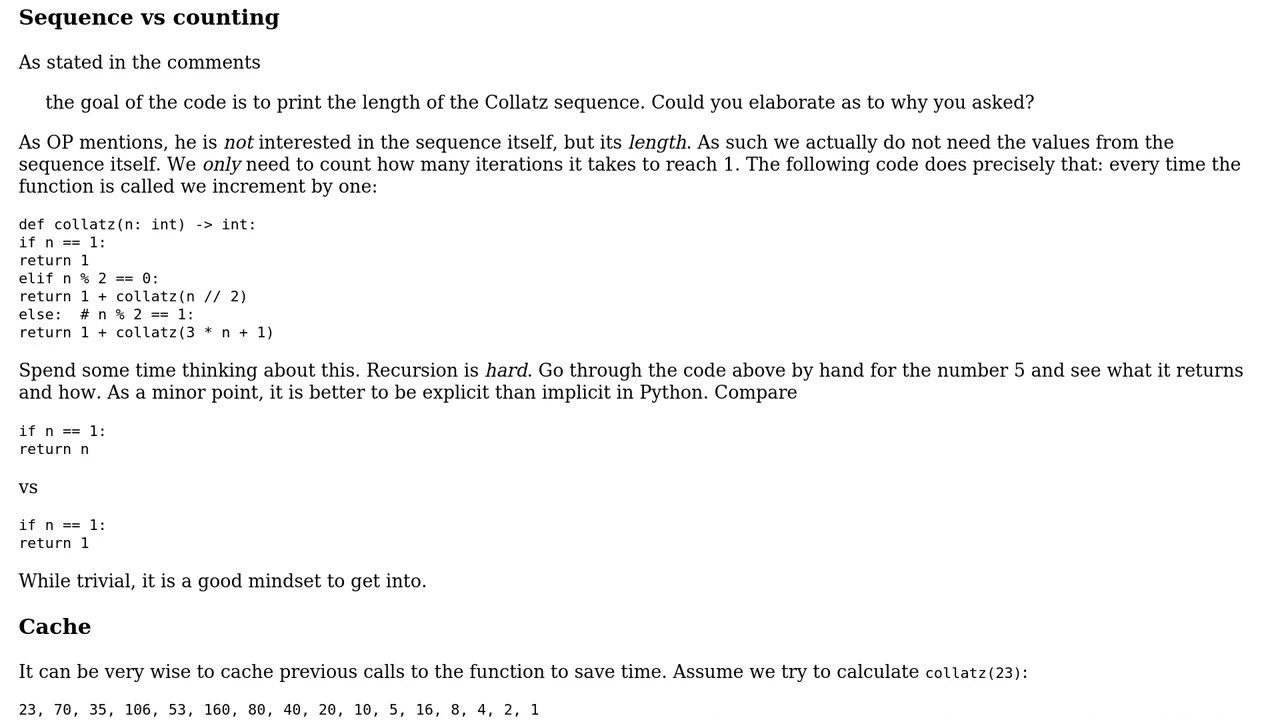 Sequence vs counting
As stated in the comments
the goal of the code is to print the length of the Collatz sequence. Could you elaborate as to why you asked?
As OP mentions, he is not interested in the sequence itself, but its length. As such we actually do not need the values from the
sequence itself. We only need to count how many iterations it takes to reach 1. The following code does precisely that: every time the
function is called we increment by one:
def collatz(n: int) -> int:
if n == 1:
return 1
elif n % 2 == 0:
return 1 + collatz(n // 2)
else:  # n % 2 == 1:
return 1 + collatz(3 * n + 1)
Spend some time thinking about this. Recursion is hard. Go through the code above by hand for the number 5 and see what it returns
and how. As a minor point, it is better to be explicit than implicit in Python. Compare
if n == 1:
return n
vs
if n == 1:
return 1
While trivial, it is a good mindset to get into.
Cache
It can be very wise to cache previous calls to the function to save time. Assume we try to calculate collatz(23):
23, 70, 35, 106, 53, 160, 80, 40, 20, 10, 5, 16, 8, 4, 2, 1